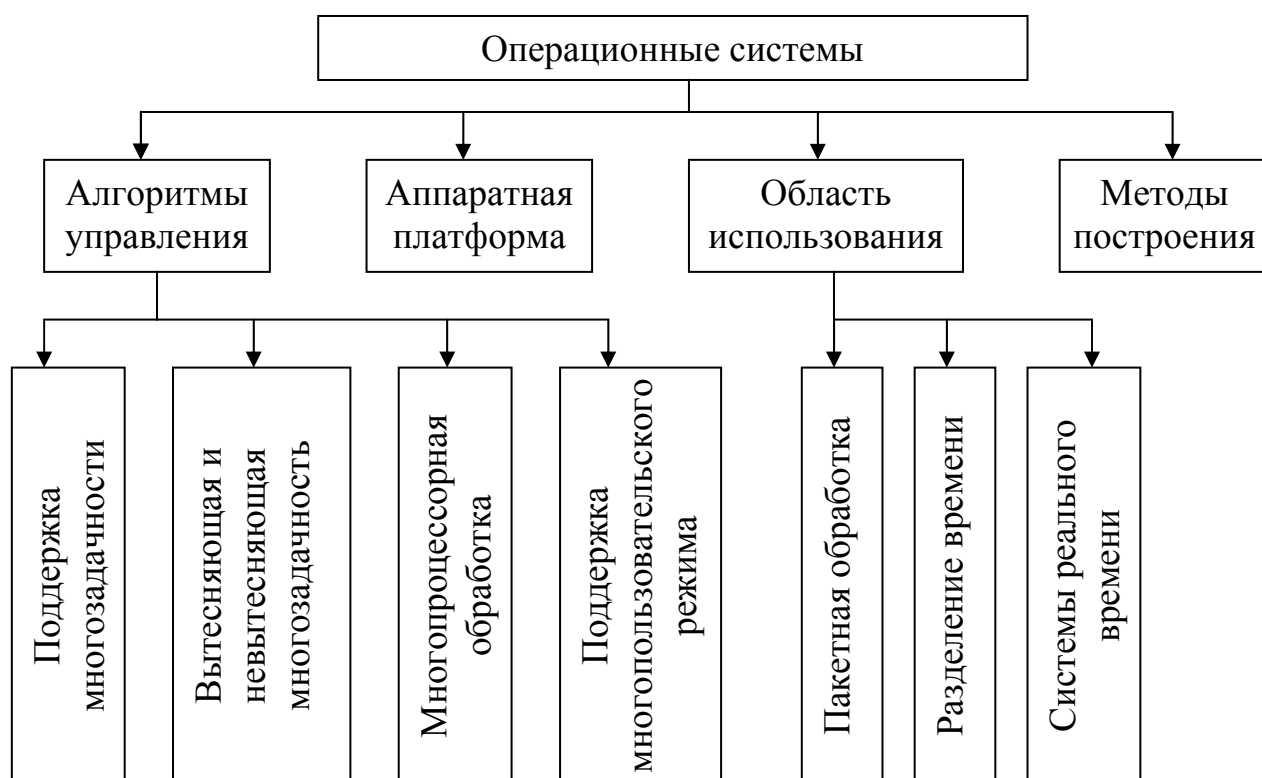 Операционные системы
Алгоритмы
управления
Аппаратная
платформа
Область
использования
Методы
построения
Поддержка
многозадачности
Вытесняющая и
невытесняющая
многозадачность
Многопроцессорная
обработка
Поддержка
многопользовательского
режима
Пакетная обработка
Разделение времени
Системы реального
времени